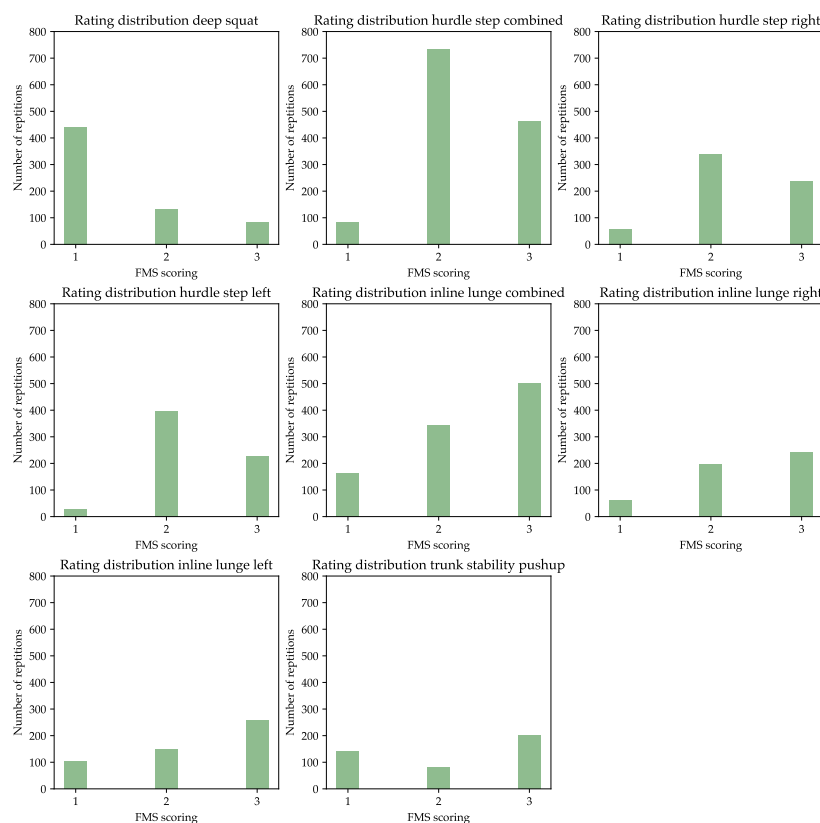 Rating distribution deep squat
800
700
600
500
400
300
200
100
0
Number of reptitions
1 2 3
FMS scoring
Rating distribution hurdle step combined
800
700
600
500
400
300
200
100
0
Number of reptitions
1 2 3
FMS scoring
Rating distribution hurdle step right
800
700
600
500
400
300
200
100
0
Number of reptitions
1 2 3
FMS scoring
Rating distribution hurdle step left
800
700
600
500
400
300
200
100
0
Number of reptitions
1 2 3
FMS scoring
Rating distribution inline lunge combined
800
700
600
500
400
300
200
100
0
Number of reptitions
1 2 3
FMS scoring
Rating distribution inline lunge right
800
700
600
500
400
300
200
100
0
Number of reptitions
1 2 3
FMS scoring
Rating distribution inline lunge left
800
700
600
500
400
300
200
100
0
Number of reptitions
1 2 3
FMS scoring
Rating distribution trunk stability pushup
800
700
600
500
400
300
200
100
0
Number of reptitions
1 2 3
FMS scoring